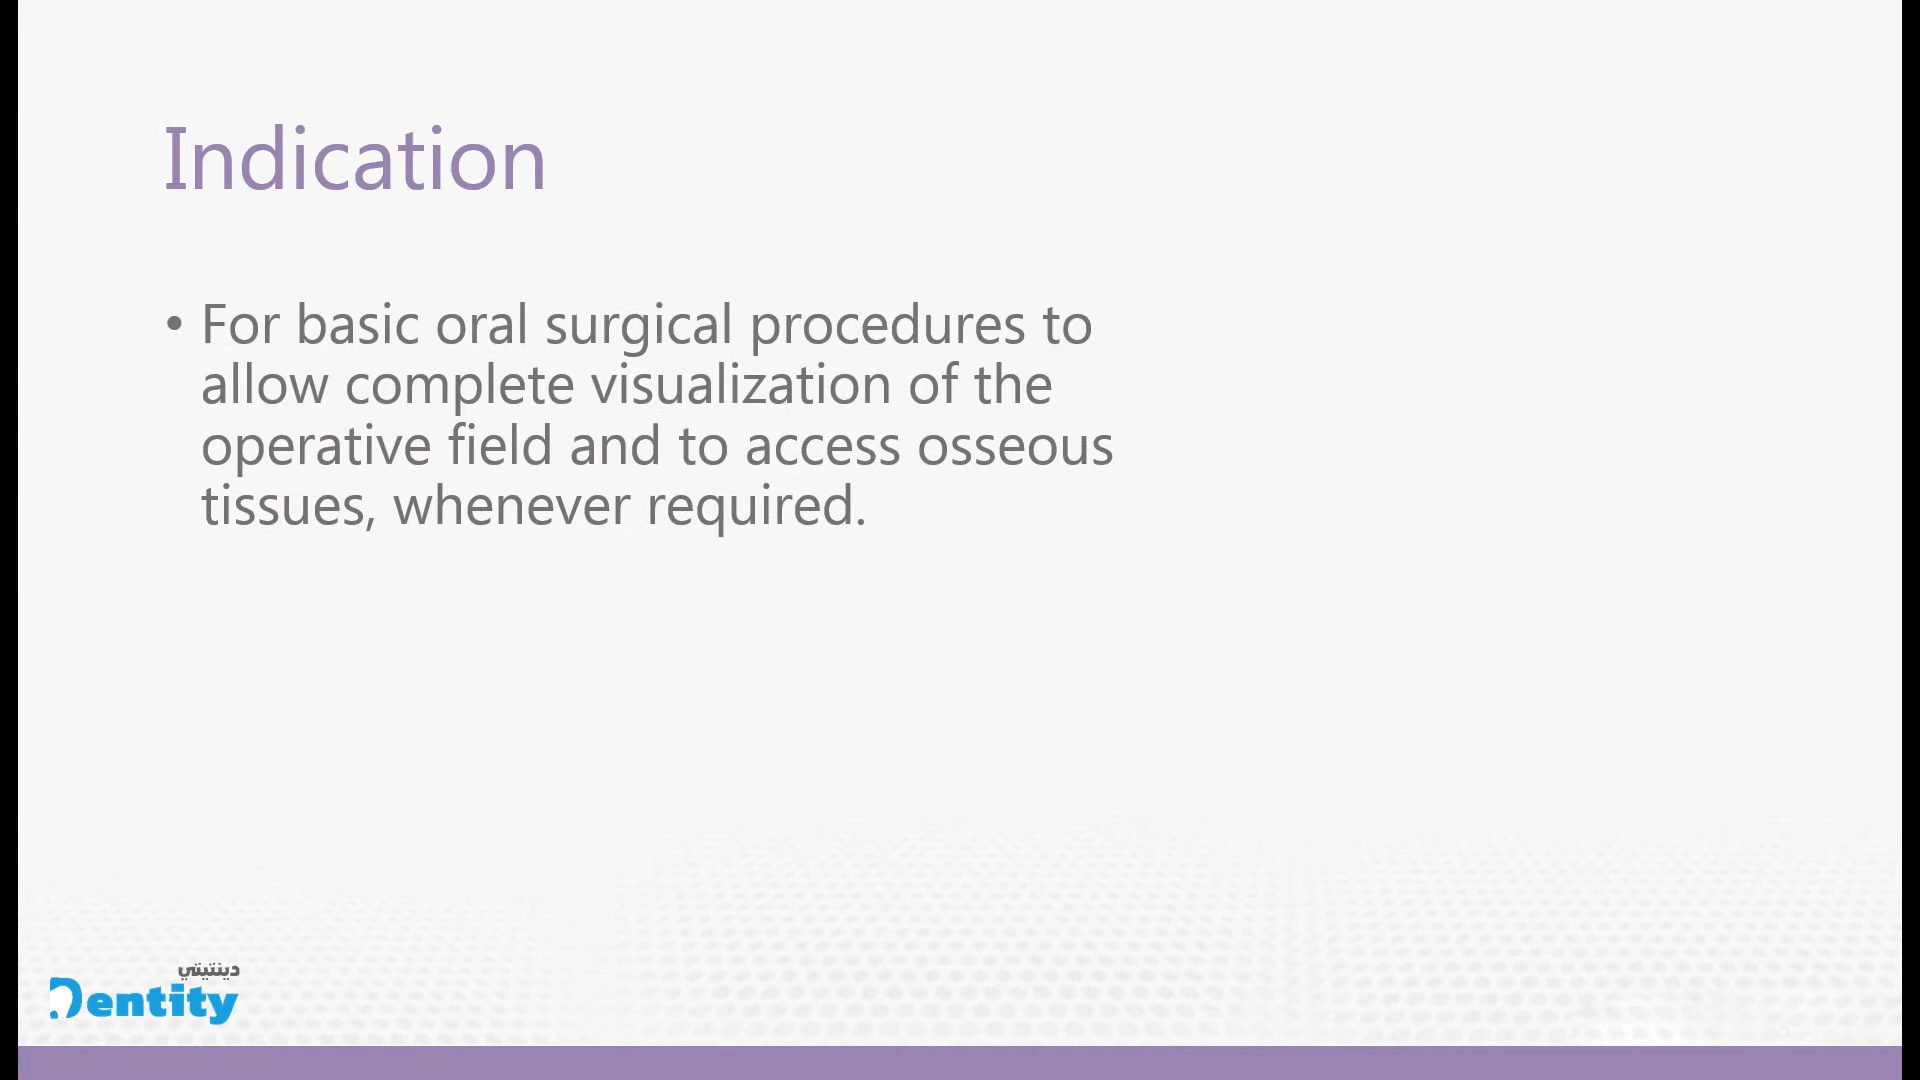 Indication
• For basic oral surgical procedures to
allow complete visualization of the
operative field and to access osseous
tissues, whenever required.
دينتيتي
Dentity